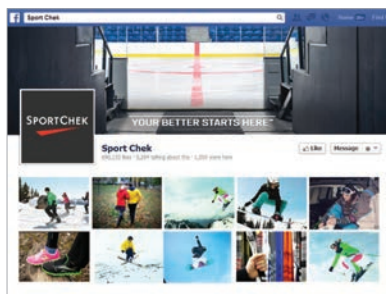 Sport Chek
SPORTCHEK
YOUR BETTER STARTS HERE
Sport Chek
Like
Message